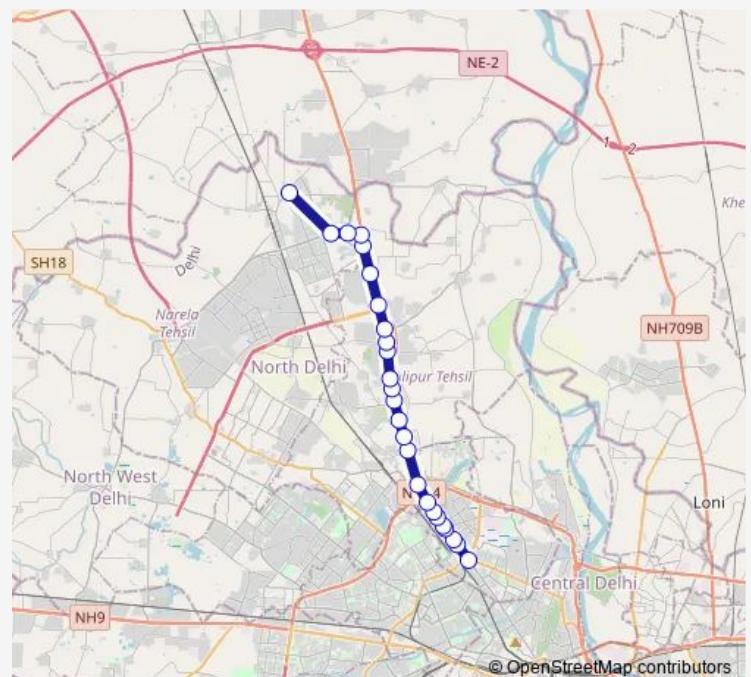 NE-2
1
2
Khe
Delhi
SH18
Narela
Tehsil
NH709B
North Delhi
lipur Tehsil
North West
Delhi
Loni
Central Delhi
NH9
© OpenStreetMap contributors